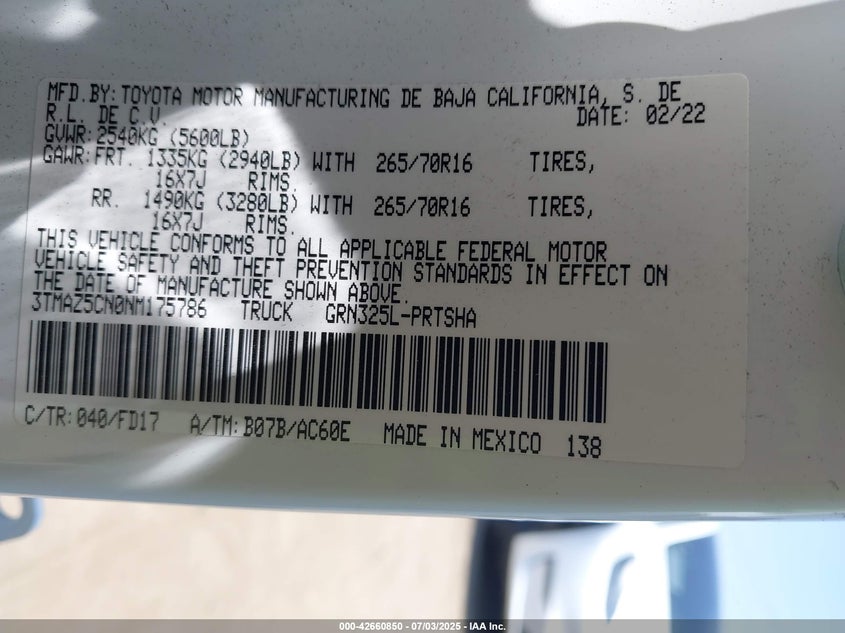 MFD.BY:TOYOTA MOTOR MANUFACTURING DE BAJA CALIFORNIA, S. DE
R.L. DE C.V. DATE: 02/22
GVWR:2540KG (5600LB)
GAWR:FRT. 1335KG (2940LB) WITH 265/70R16 TIRES,
16X7J RIMS.
RR. 1490KG (3280LB) WITH 265/70R16 TIRES,
16X7J RIMS.
THIS VEHICLE CONFORMS TO ALL APPLICABLE FEDERAL MOTOR
VEHICLE SAFETY AND THEFT PREVENTION STANDARDS IN EFFECT ON
THE DATE OF MANUFACTURE SHOWN ABOVE.
3TMAZ5CN0NM175786 TRUCK GRN325L-PRTSHA
C/TR:040/FD17 A/TM:B07B/AC60E MADE IN MEXICO 138
000-42660850 - 07/03/2025 - IAA Inc.